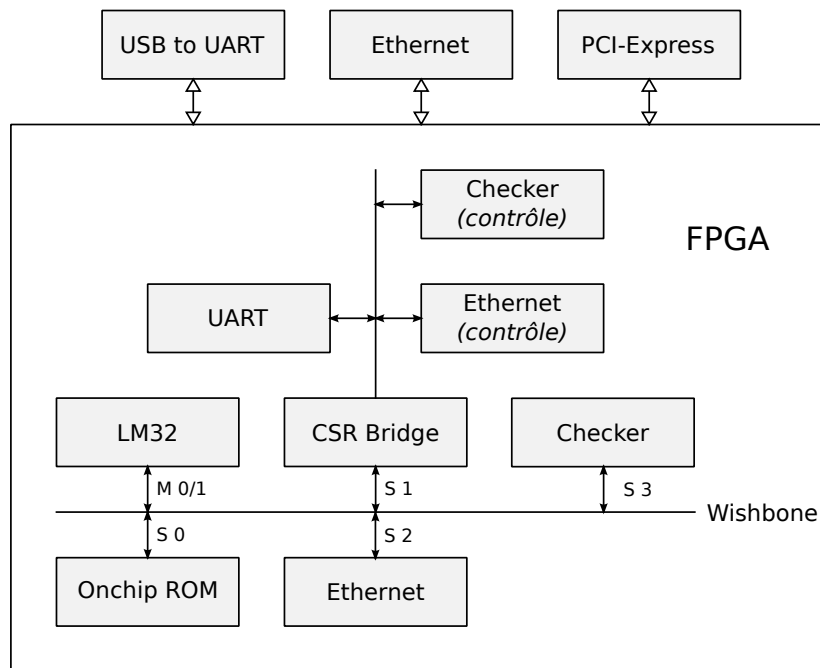 USB to UART
Ethernet
PCI-Express
Checker
(contrôle)
FPGA
UART
Ethernet
(contrôle)
LM32
CSR Bridge
Checker
M 0/1
S 1
S 3
Wishbone
S 0
S 2
Onchip ROM
Ethernet